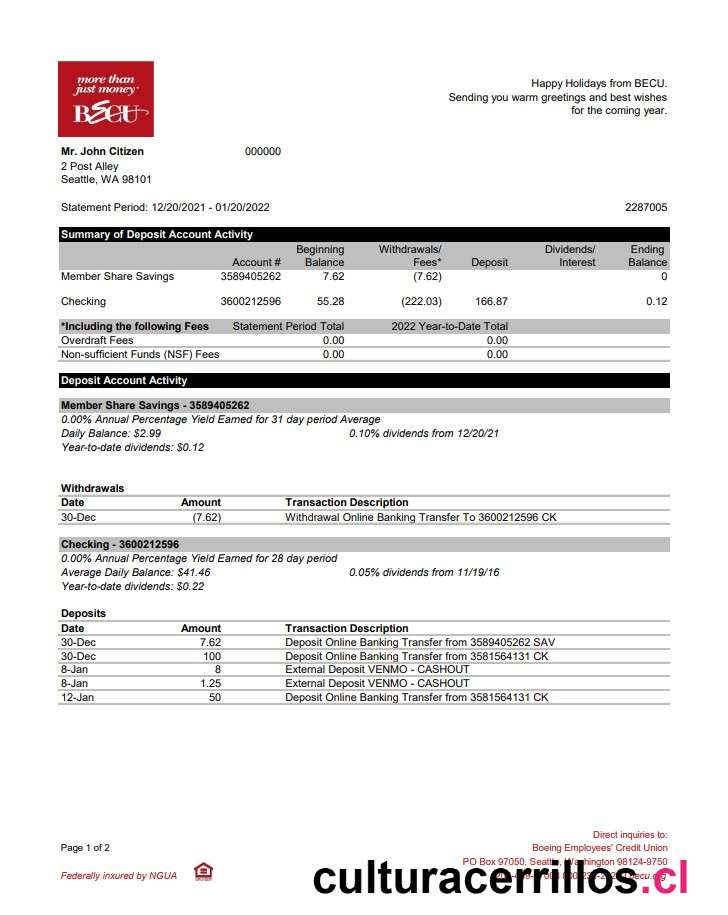 more than
just money
BECU
Happy Holidays from BECU.
Sending you warm greetings and best wishes
for the coming year.
Mr. John Citizen 000000
2 Post Alley
Seattle, WA 98101
Statement Period: 12/20/2021 - 01/20/2022 2287005
Summary of Deposit Account Activity
Beginning Withdrawals/ Dividends/ Ending
Account # Balance Fees* Deposit Interest Balance
Member Share Savings 3589405262 7.62 (7.62) 0
Checking 3600212596 55.28 (222.03) 166.87 0.12
*Including the following Fees Statement Period Total 2022 Year-to-Date Total
Overdraft Fees 0.00 0.00
Non-sufficient Funds (NSF) Fees 0.00 0.00
Deposit Account Activity
Member Share Savings - 3589405262
0.00% Annual Percentage Yield Earned for 31 day period Average
Daily Balance: $2.99 0.10% dividends from 12/20/21
Year-to-date dividends: $0.12
Withdrawals
Date Amount Transaction Description
30-Dec (7.62) Withdrawal Online Banking Transfer To 3600212596 CK
Checking - 3600212596
0.00% Annual Percentage Yield Earned for 28 day period
Average Daily Balance: $41.46 0.05% dividends from 11/19/16
Year-to-date dividends: $0.22
Deposits
Date Amount Transaction Description
30-Dec 7.62 Deposit Online Banking Transfer from 3589405262 SAV
30-Dec 100 Deposit Online Banking Transfer from 3581564131 CK
8-Jan 8 External Deposit VENMO - CASHOUT
8-Jan 1.25 External Deposit VENMO - CASHOUT
12-Jan 50 Deposit Online Banking Transfer from 3581564131 CK
Direct inquiries to:
Page 1 of 2 Boeing Employees' Credit Union
PO Box 97050, Seattle, Washington 98124-9750
Federally inxured by NGUA
culturacerrillos.cl